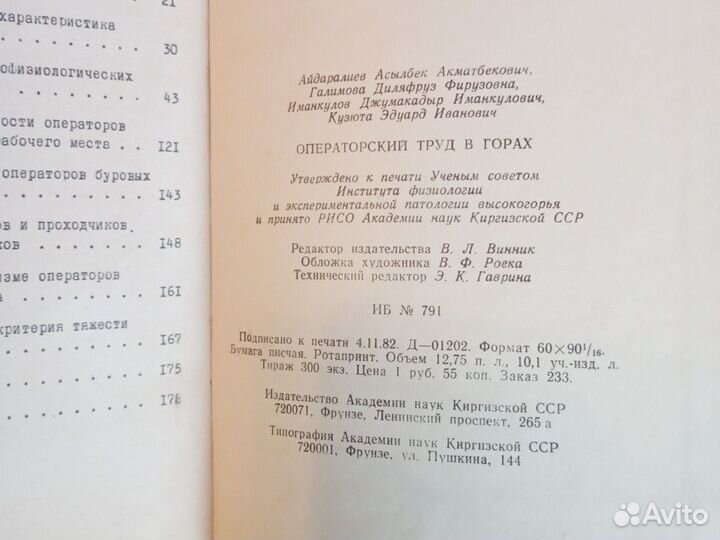 21
характеристика
30
офизиологических
43
ости операторов
рабочего места . . 121
операторов буровых
143
ов и проходчиков
ков 148
изме операторов
а 161
критерия тяжести
167
175
178
Айдаралиев Асылбек Акматбекович,
Галимова Диляфруз Фирузовна,
Иманкулов Джумакадыр Иманкулович,
Кузюта Эдуард Иванович
ОПЕРАТОРСКИЙ ТРУД В ГОРАХ
Утверждено к печати Ученым советом
Института физиологии
и экспериментальной патологии высокогорья
и принято РИСО Академии наук Киргизской ССР
Редактор издательства В. Л. Винник
Обложка художника В. Ф. Роека
Технический редактор Э. К. Гаврина
ИБ № 791
Подписано к печати 4.11.82. Д—01202. Формат 60×90 1/16.
Бумага писчая. Ротапринт. Объем 12,75 п. л., 10,1 уч.-изд. л.
Тираж 300 экз. Цена 1 руб. 55 коп. Заказ 233.
Издательство Академии наук Киргизской ССР
720071, Фрунзе, Ленинский проспект, 265 а
Типография Академии наук Киргизской ССР
720001, Фрунзе, ул. Пушкина, 144
Avito